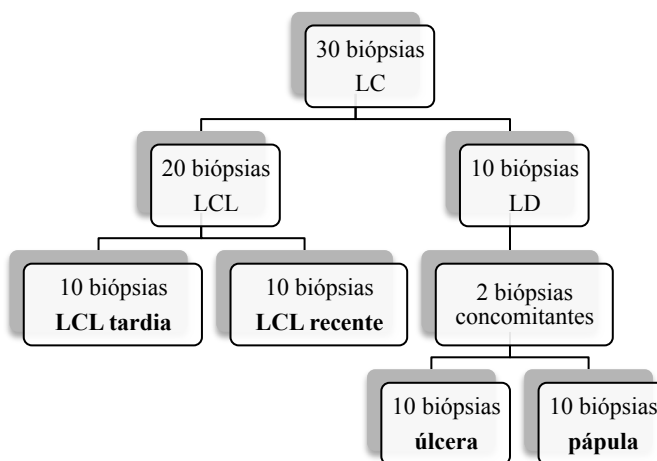 30 biópsias
LC
20 biópsias
LCL
10 biópsias
LD
10 biópsias
LCL tardia
10 biópsias
LCL recente
2 biópsias
concomitantes
10 biópsias
úlcera
10 biópsias
pápula